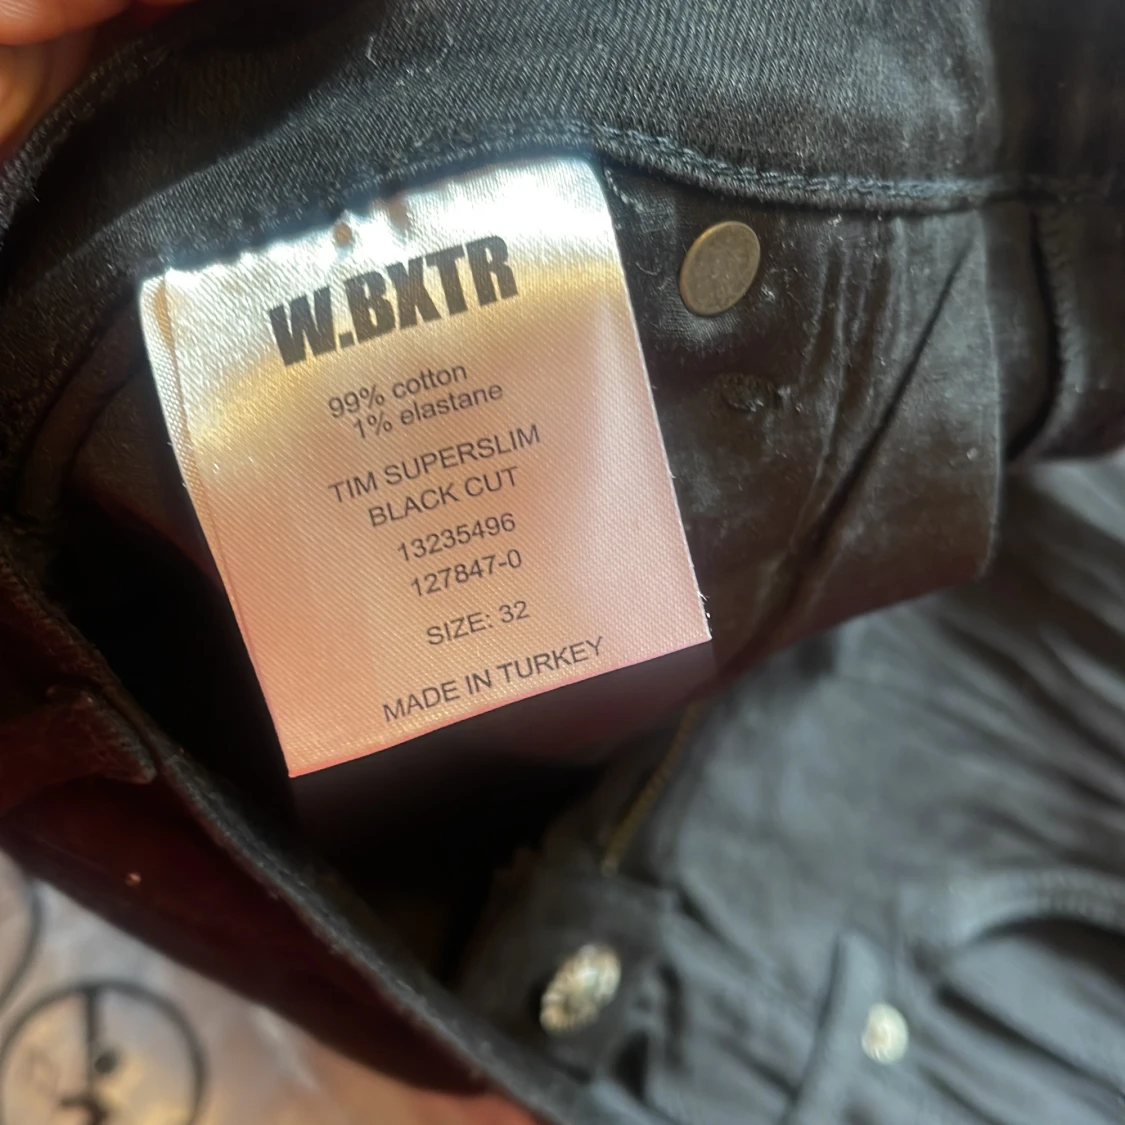 W.BXTR
99% cotton
1% elastane
TIM SUPERSLIM
BLACK CUT
13235496
127847-0
SIZE: 32
MADE IN TURKEY